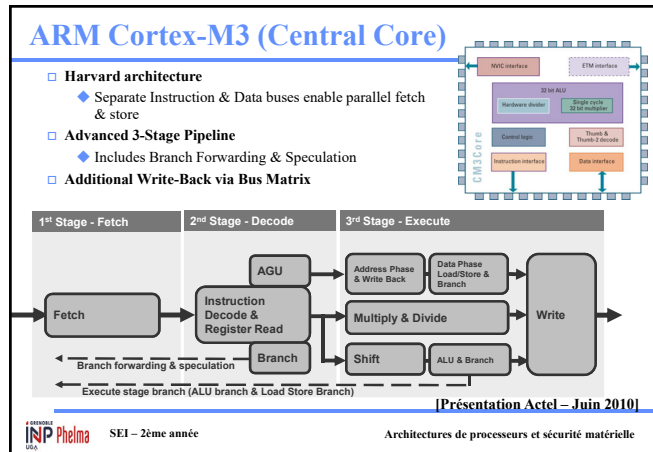 ARM Cortex-M3 (Central Core)
Harvard architecture
Separate Instruction & Data buses enable parallel fetch
& store
Advanced 3-Stage Pipeline
Includes Branch Forwarding & Speculation
Additional Write-Back via Bus Matrix
NVIC interface
ETM interface
32 bit ALU
Hardware divider
Single cycle
32 bit multiplier
Control logic
Thumb &
Thumb-2 decode
Instruction interface
Data interface
CM3Core
1st Stage - Fetch
2nd Stage - Decode
3rd Stage - Execute
Fetch
AGU
Instruction
Decode &
Register Read
Branch
Address Phase
& Write Back
Data Phase
Load/Store &
Branch
Multiply & Divide
Shift
ALU & Branch
Write
Branch forwarding & speculation
Execute stage branch (ALU branch & Load Store Branch)
[Présentation Actel – Juin 2010]
GRENOBLE
INP Phelma
UGA
SEI – 2ème année
Architectures de processeurs et sécurité matérielle